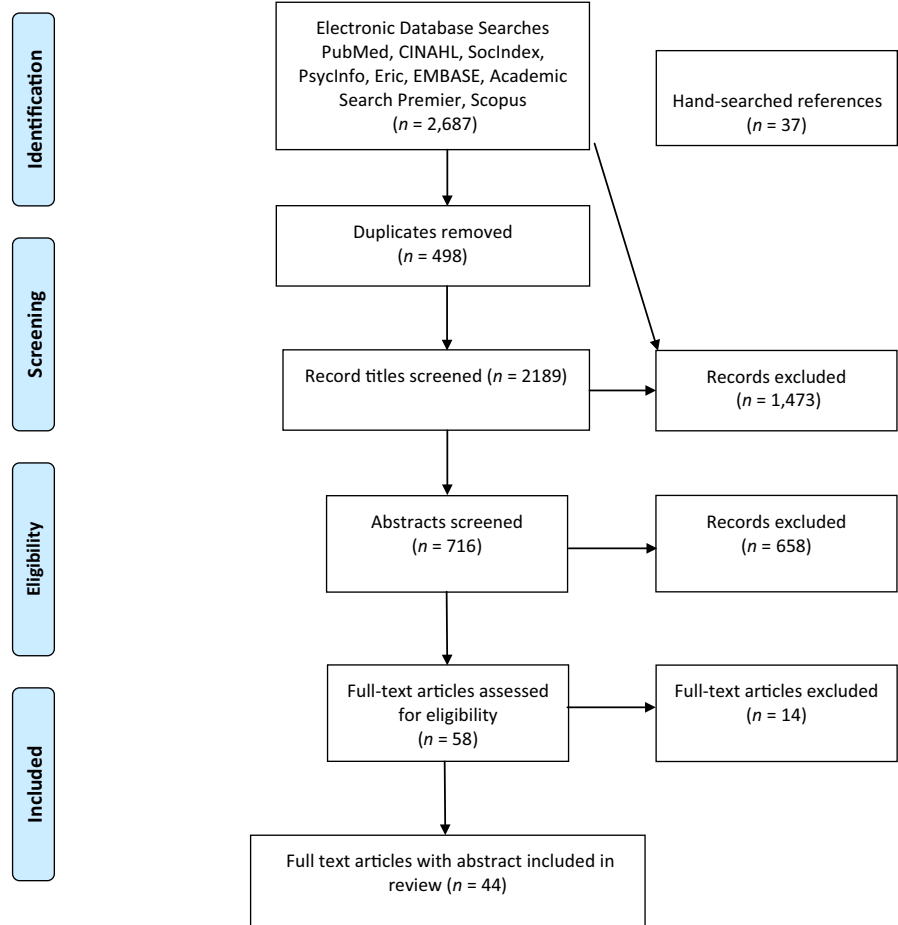 Identification
Electronic Database Searches
PubMed, CINAHL, SocIndex,
PsycInfo, Eric, EMBASE, Academic
Search Premier, Scopus
(n = 2,687)
Hand-searched references
(n = 37)
Duplicates removed
(n = 498)
Screening
Record titles screened (n = 2189)
Records excluded
(n = 1,473)
Eligibility
Abstracts screened
(n = 716)
Records excluded
(n = 658)
Full-text articles assessed
for eligibility
(n = 58)
Full-text articles excluded
(n = 14)
Included
Full text articles with abstract included in
review (n = 44)